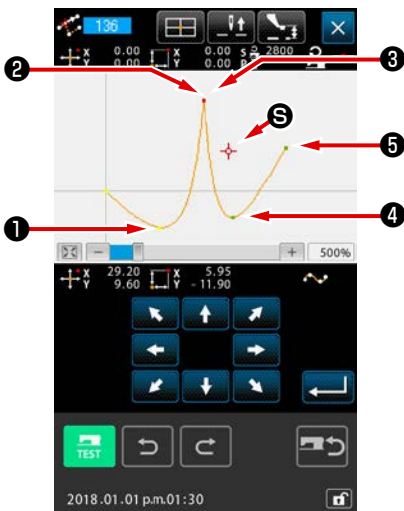 136
X 0.00 X 0.00 S 2800
Y 0.00 Y 0.00
❷ ❸
S
❺
❶ ❹
500%
X 29.20 X 5.95
Y 9.60 Y - 11.90
TEST
2018.01.01 p.m.01:30